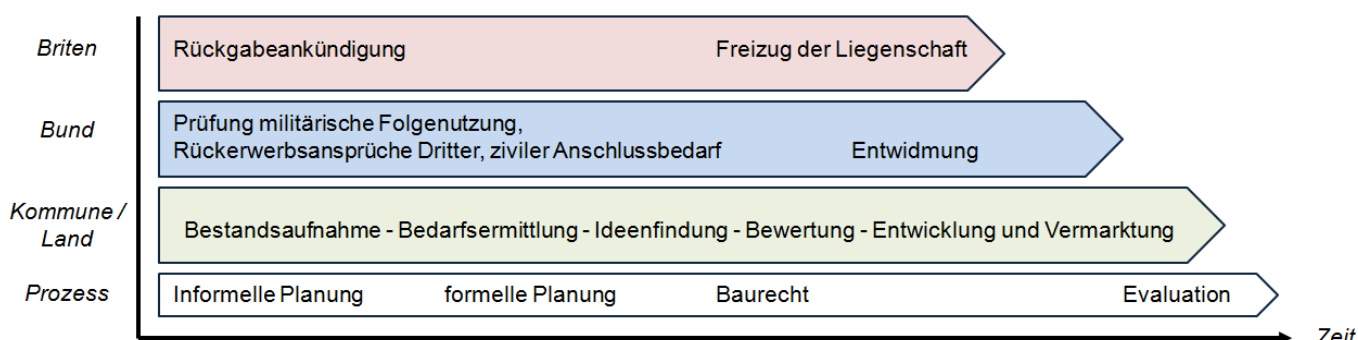 Briten
Rückgabeankündigung Freizug der Liegenschaft
Bund
Prüfung militärische Folgenutzung,
Rückerwerbsansprüche Dritter, ziviler Anschlussbedarf Entwidmung
Kommune /
Land
Bestandsaufnahme - Bedarfsermittlung - Ideenfindung - Bewertung - Entwicklung und Vermarktung
Prozess
Informelle Planung formelle Planung Baurecht Evaluation
Zeit